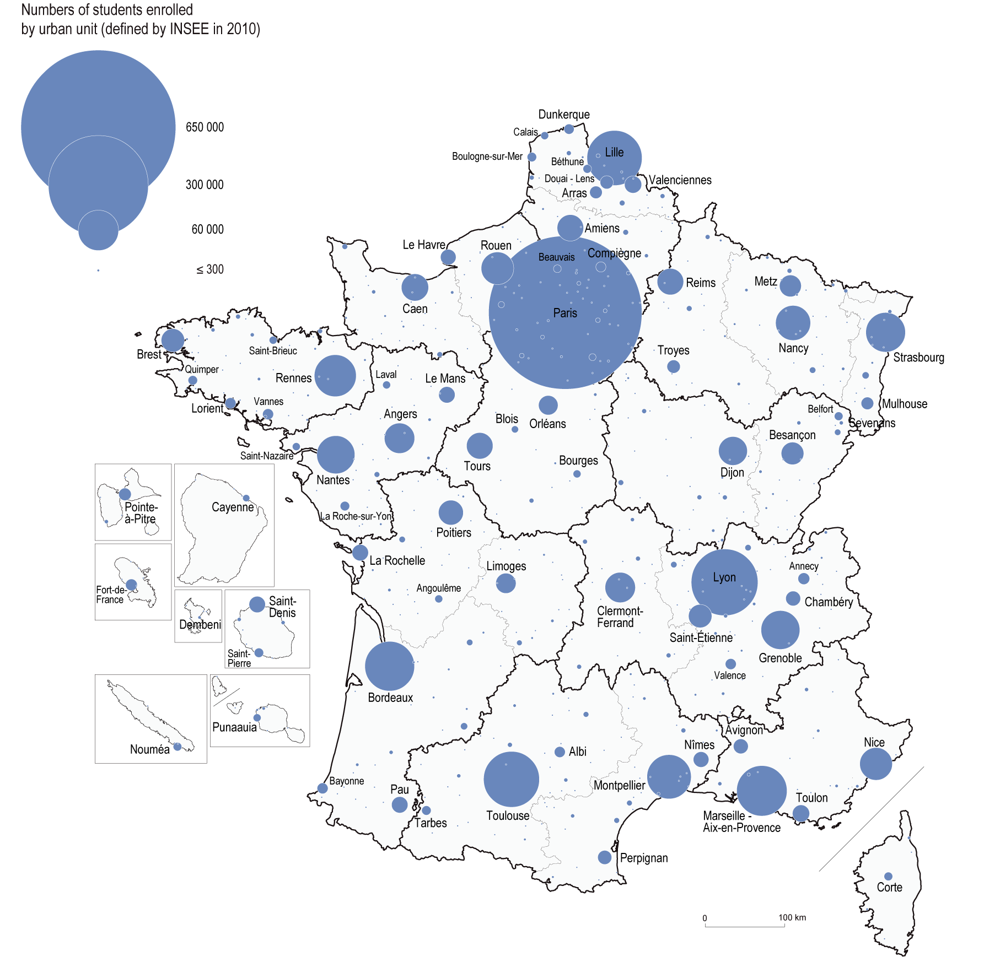 Numbers of students enrolled
by urban unit (defined by INSEE in 2010)
650 000
300 000
60 000
≤ 300
Dunkerque
Calais
Lille
Boulogne-sur-Mer
Béthune
Douai - Lens
Valenciennes
Arras
Amiens
Le Havre
Rouen
Beauvais
Compiègne
Reims
Metz
Caen
Paris
Nancy
Strasbourg
Brest
Saint-Brieuc
Troyes
Quimper
Rennes
Laval
Le Mans
Lorient
Vannes
Mulhouse
Belfort
Sevenans
Angers
Blois
Orléans
Besançon
Saint-Nazaire
Nantes
Tours
Bourges
Dijon
Pointe-
à-Pitre
Cayenne
La Roche-sur-Yon
Poitiers
La Rochelle
Limoges
Lyon
Annecy
Fort-de-
France
Angoulême
Chambéry
Saint-
Denis
Dembeni
Clermont-
Ferrand
Saint-Étienne
Grenoble
Saint-
Pierre
Valence
Bordeaux
Punaauia
Nouméa
Avignon
Nîmes
Nice
Albi
Bayonne
Pau
Montpellier
Toulon
Tarbes
Toulouse
Marseille -
Aix-en-Provence
Perpignan
Corte
0
100 km